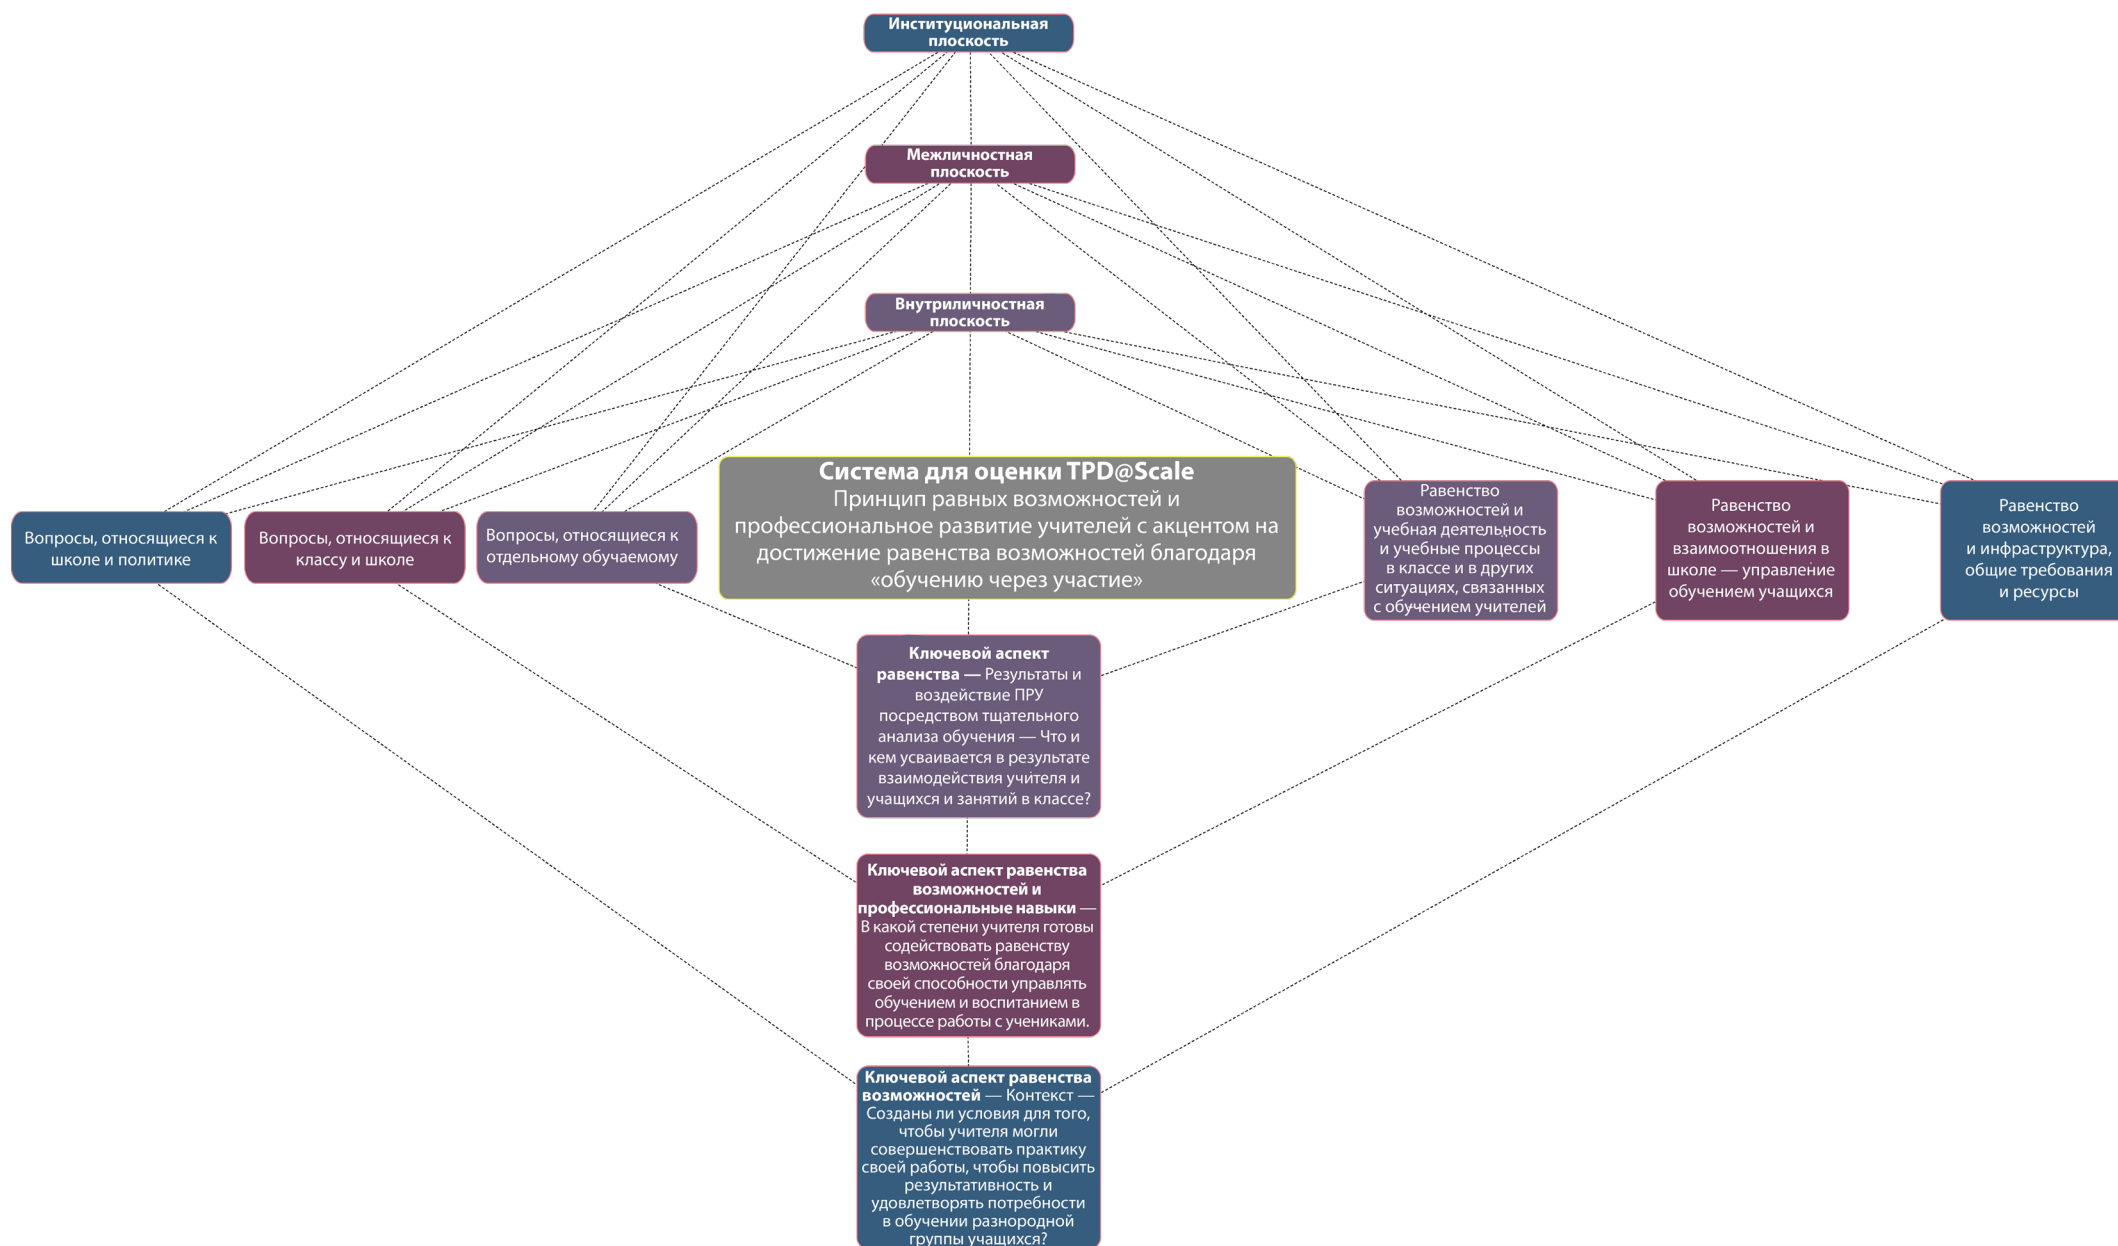 Институциональная
плоскость
Межличностная
плоскость
Внутриличностная
плоскость
Вопросы, относящиеся к
школе и политике
Вопросы, относящиеся к
классу и школе
Вопросы, относящиеся к
отдельному обучаемому
Система для оценки TPD@Scale
Принцип равных возможностей и
профессиональное развитие учителей с акцентом на
достижение равенства возможностей благодаря
«обучению через участие»
Равенство
возможностей и
учебная деятельность
и учебные процессы
в классе и в других
ситуациях, связанных
с обучением учителей
Равенство
возможностей и
взаимоотношения в
школе — управление
обучением учащихся
Равенство
возможностей
и инфраструктура,
общие требования
и ресурсы
Ключевой аспект
равенства — Результаты и
воздействие ПРУ
посредством тщательного
анализа обучения — Что и
кем усваивается в результате
взаимодействия учителя и
учащихся и занятий в классе?
Ключевой аспект равенства
возможностей и
профессиональные навыки —
В какой степени учителя готовы
содействовать равенству
возможностей благодаря
своей способности управлять
обучением и воспитанием в
процессе работы с учениками.
Ключевой аспект равенства
возможностей — Контекст —
Созданы ли условия для того,
чтобы учителя могли
совершенствовать практику
своей работы, чтобы повысить
результативность и
удовлетворять потребности
в обучении разнородной
группы учащихся?